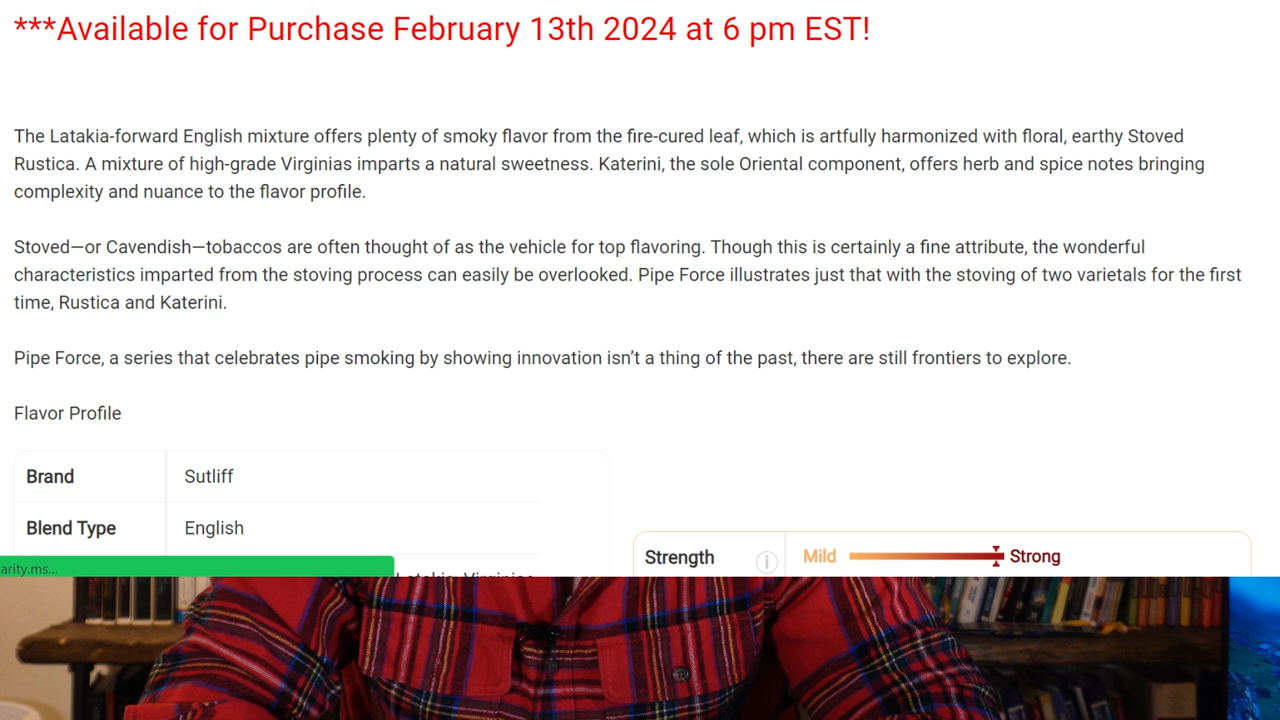 ***Available for Purchase February 13th 2024 at 6 pm EST!
The Latakia-forward English mixture offers plenty of smoky flavor from the fire-cured leaf, which is artfully harmonized with floral, earthy Stoved
Rustica. A mixture of high-grade Virginias imparts a natural sweetness. Katerini, the sole Oriental component, offers herb and spice notes bringing
complexity and nuance to the flavor profile.
Stoved—or Cavendish—tobaccos are often thought of as the vehicle for top flavoring. Though this is certainly a fine attribute, the wonderful
characteristics imparted from the stoving process can easily be overlooked. Pipe Force illustrates just that with the stoving of two varietals for the first
time, Rustica and Katerini.
Pipe Force, a series that celebrates pipe smoking by showing innovation isn’t a thing of the past, there are still frontiers to explore.
Flavor Profile
Brand Sutliff
Blend Type English
Strength Mild Strong
arity.ms...
Latakia, Virginias